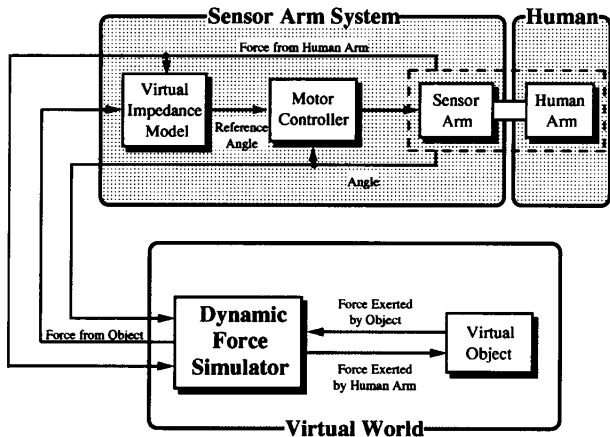 Sensor Arm System
Human
Force from Human Arm
Virtual
Impedance
Model
Reference
Angle
Motor
Controller
Sensor
Arm
Human
Arm
Angle
Force from Object
Dynamic
Force
Simulator
Force Exerted
by Object
Force Exerted
by Human Arm
Virtual
Object
Virtual World